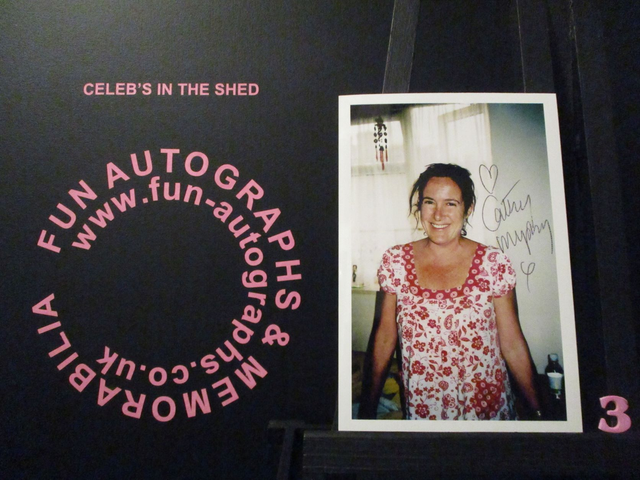 CELEB'S IN THE SHED
FUN AUTOGRAPHS & MEMORABILIA
www.fun-autographs.co.uk
Cathy
Murphy
3